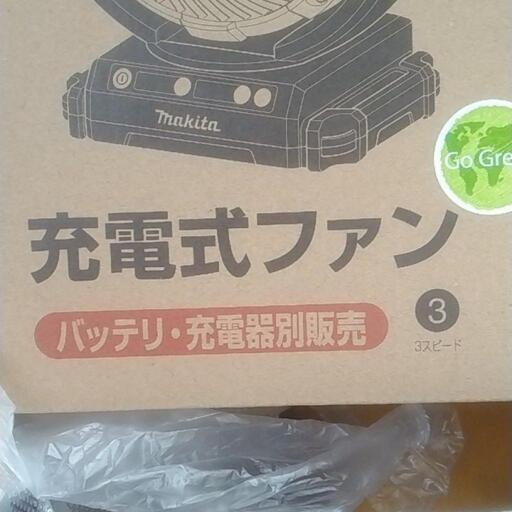 makita
Go Gre
充電式ファン
バッテリ・充電器別販売
3
3スピード